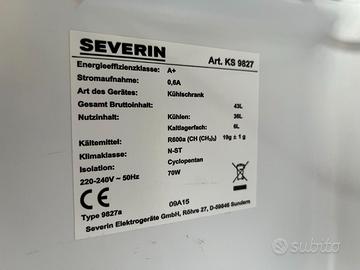 SEVERIN Art. KS 9827
Energieeffizienzklasse: A+
Stromaufnahme: 0,6A
Art des Gerätes: Kühlschrank
Gesamt Bruttoinhalt: 43L
Nutzinhalt: Kühlen: 36L
Kaltlagerfach: 6L
Kältemittel: R600a (CH (CH₃)₃) 19g ± 1 g
Klimaklasse: N-ST
Isolation: Cyclopentan
220-240V ~ 50Hz 70W
Type 9827a 09A15
Severin Elektrogeräte GmbH, Röhre 27, D-59846 Sundern
subito